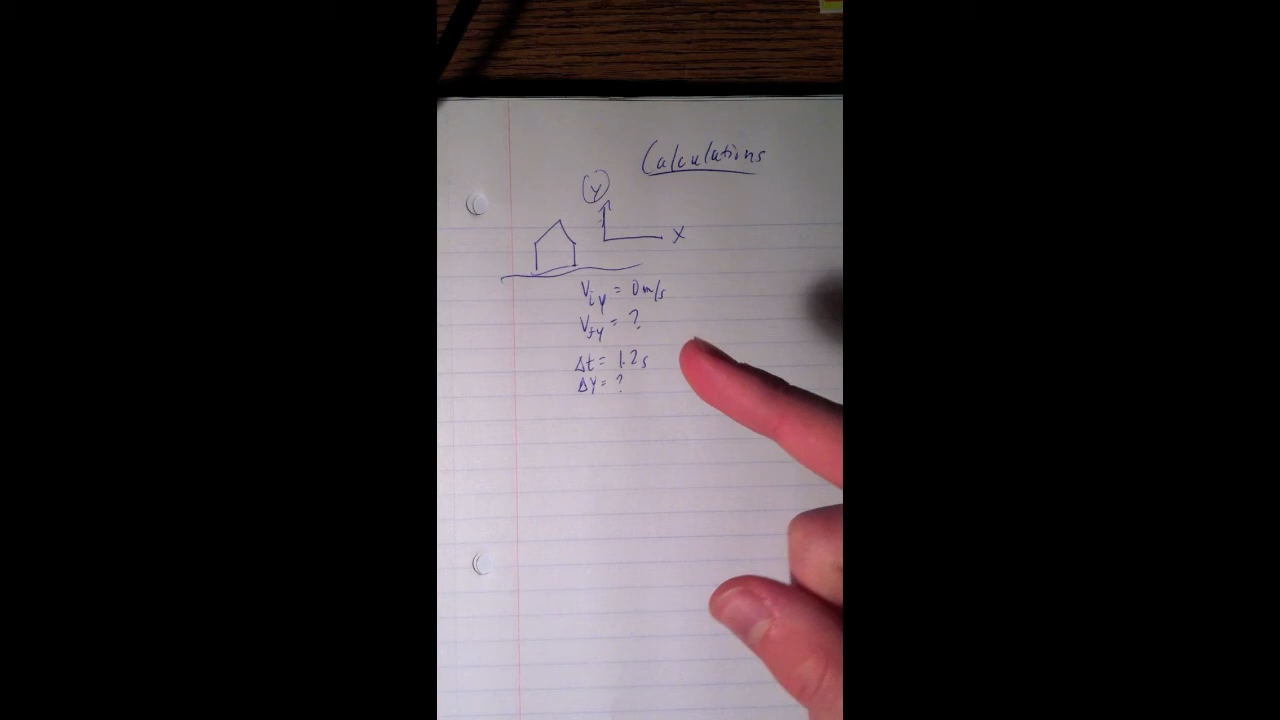 Calculations
Y
X
Viy = 0m/s
Vfy = ?
Δt = 1.2s
Δy = ?